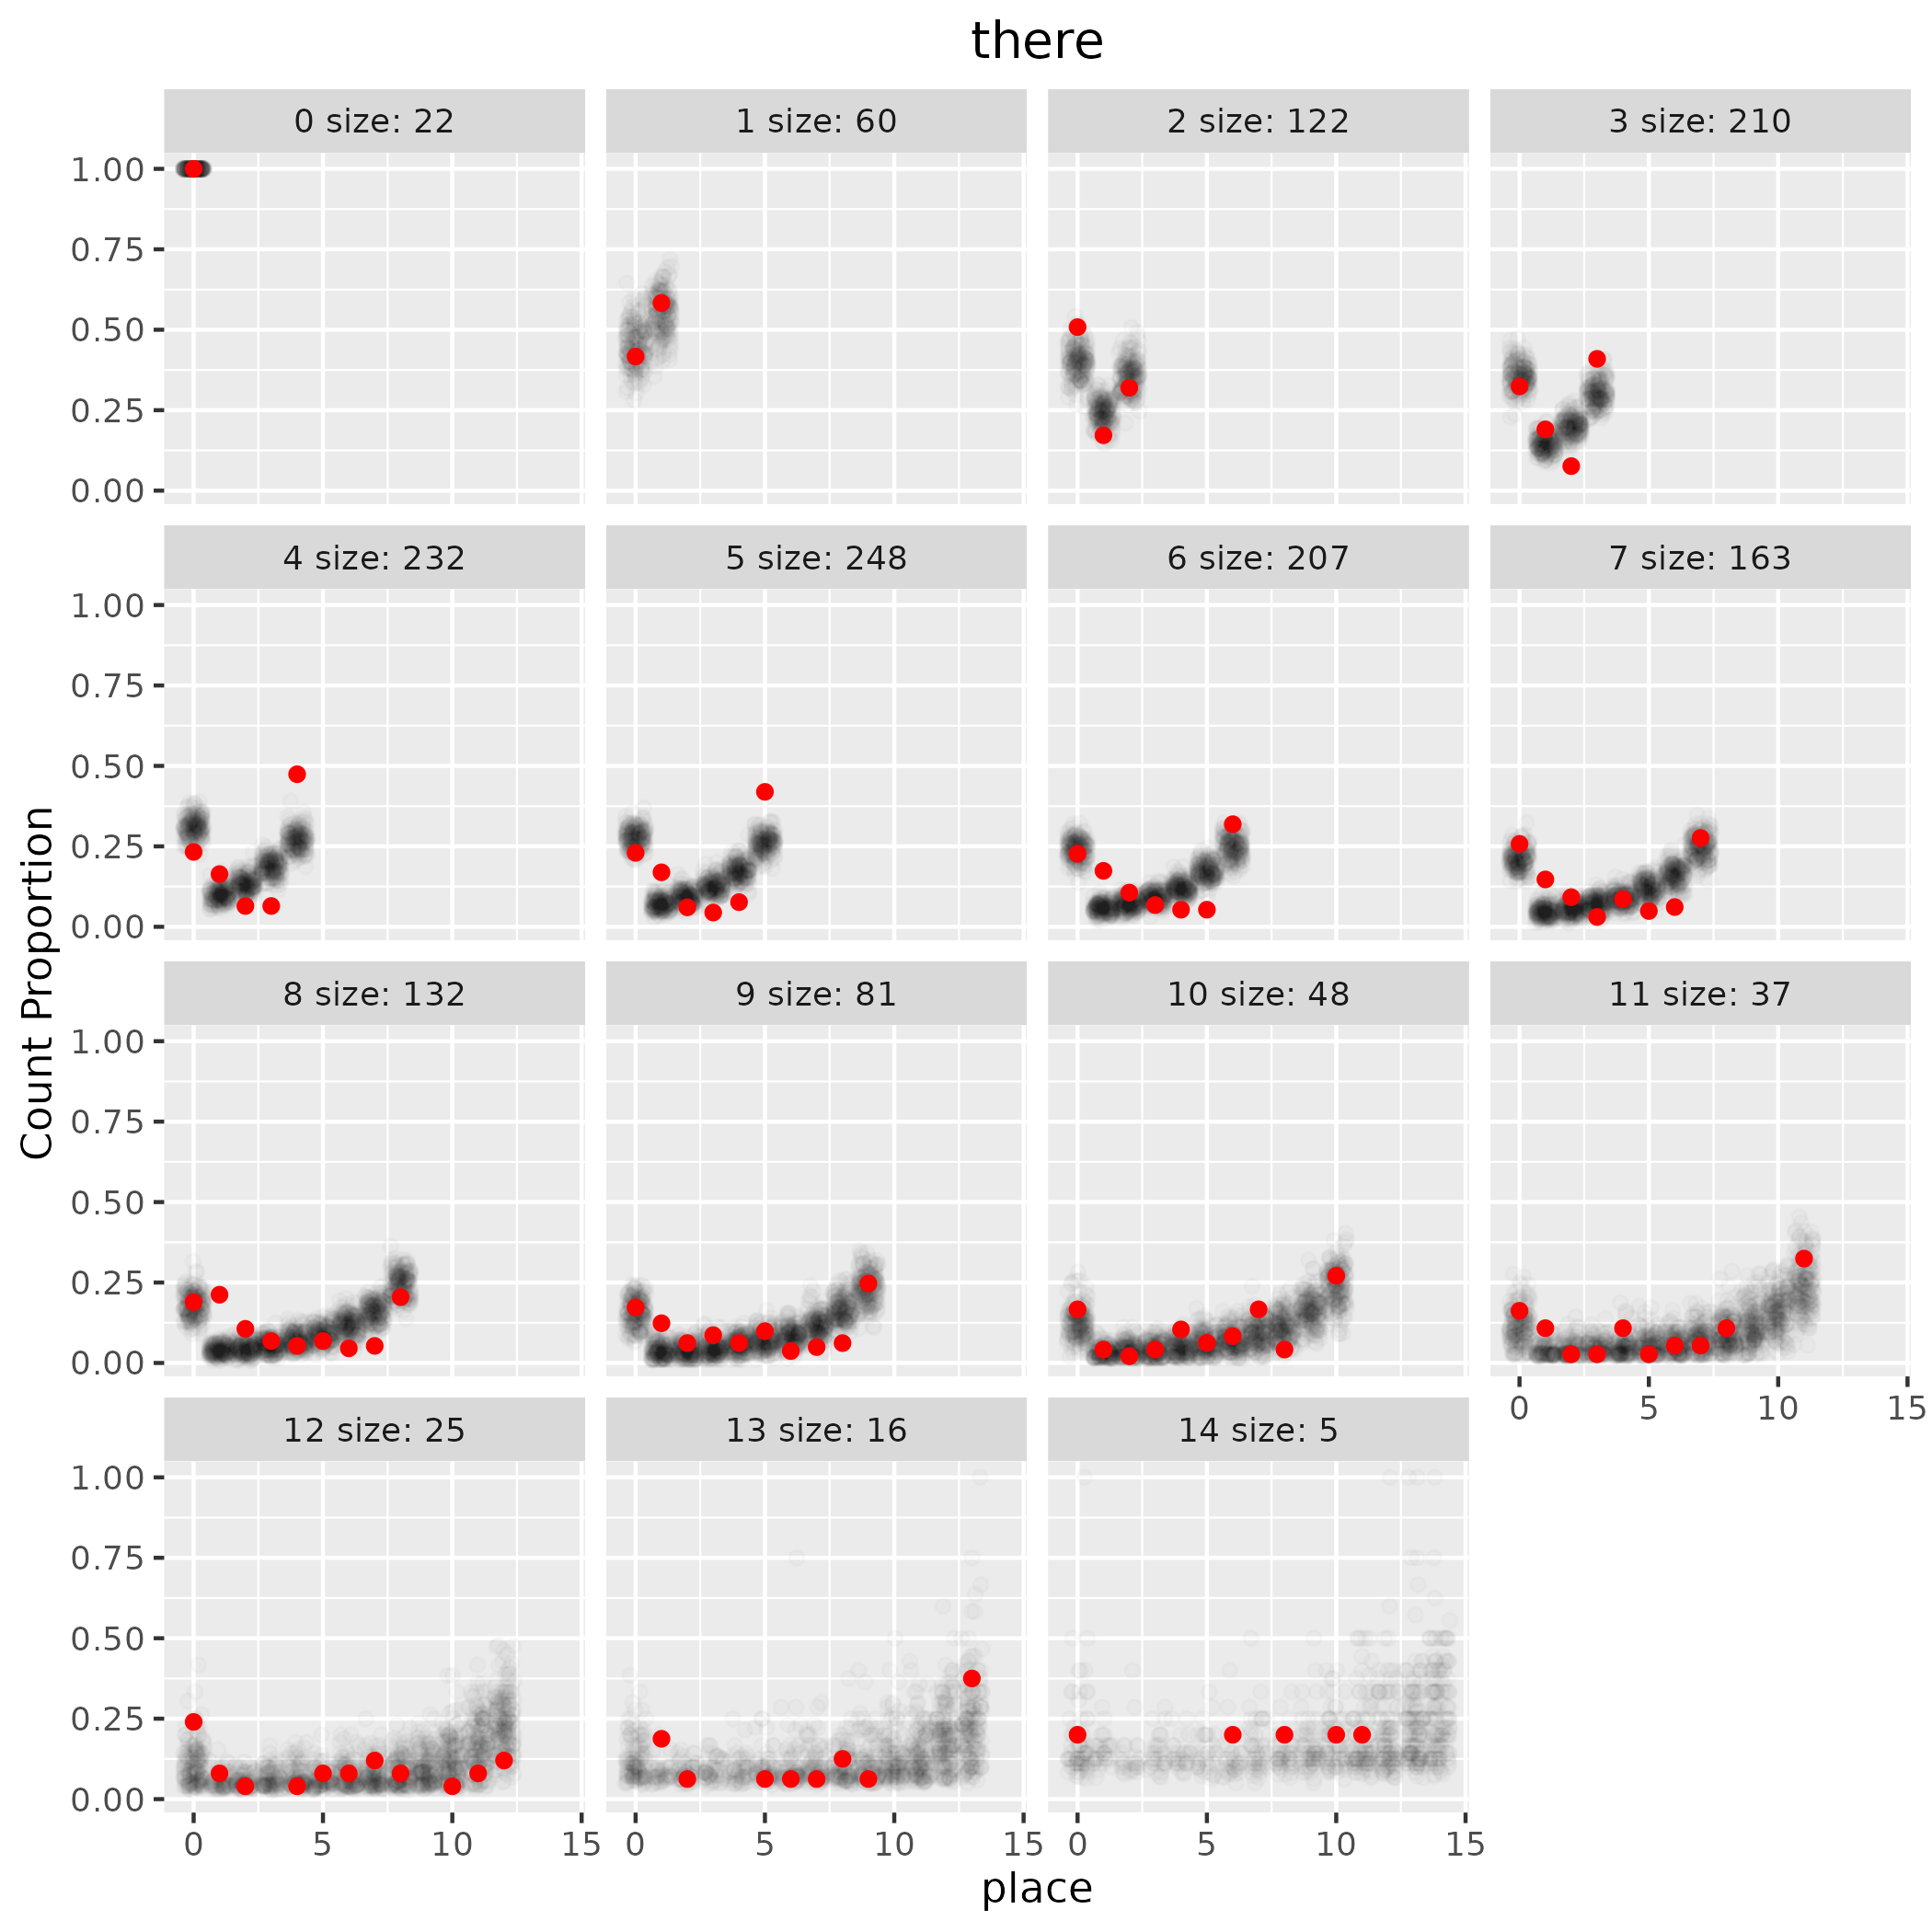 there
0 size: 22
1 size: 60
2 size: 122
3 size: 210
1.00
0.75
0.50
0.25
0.00
4 size: 232
5 size: 248
6 size: 207
7 size: 163
1.00
0.75
0.50
0.25
0.00
Count Proportion
8 size: 132
9 size: 81
10 size: 48
11 size: 37
1.00
0.75
0.50
0.25
0.00
0 5 10 15
12 size: 25
13 size: 16
14 size: 5
1.00
0.75
0.50
0.25
0.00
0 5 10 15
0 5 10 15
0 5 10 15
place